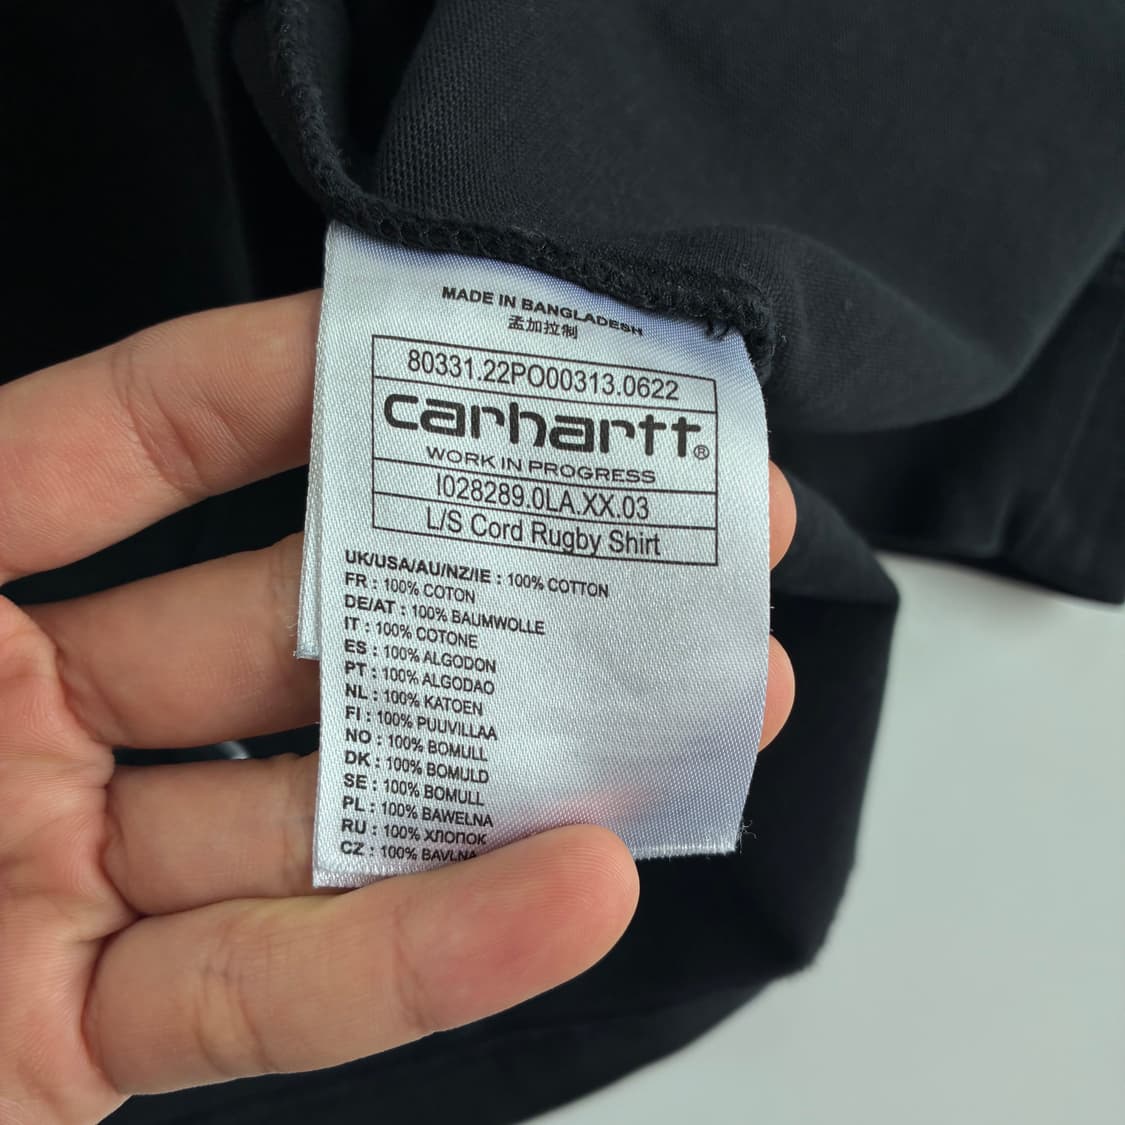 MADE IN BANGLADESH
孟加拉制
80331.22PO00313.0622
carhartt®
WORK IN PROGRESS
I028289.0LA.XX.03
L/S Cord Rugby Shirt
UK/USA/AU/NZ/IE : 100% COTTON
FR : 100% COTON
DE/AT : 100% BAUMWOLLE
IT : 100% COTONE
ES : 100% ALGODON
PT : 100% ALGODAO
NL : 100% KATOEN
FI : 100% PUUVILLAA
NO : 100% BOMULL
DK : 100% BOMULD
SE : 100% BOMULL
PL : 100% BAWELNA
RU : 100% ХЛОПОК
CZ : 100% BAVLNA